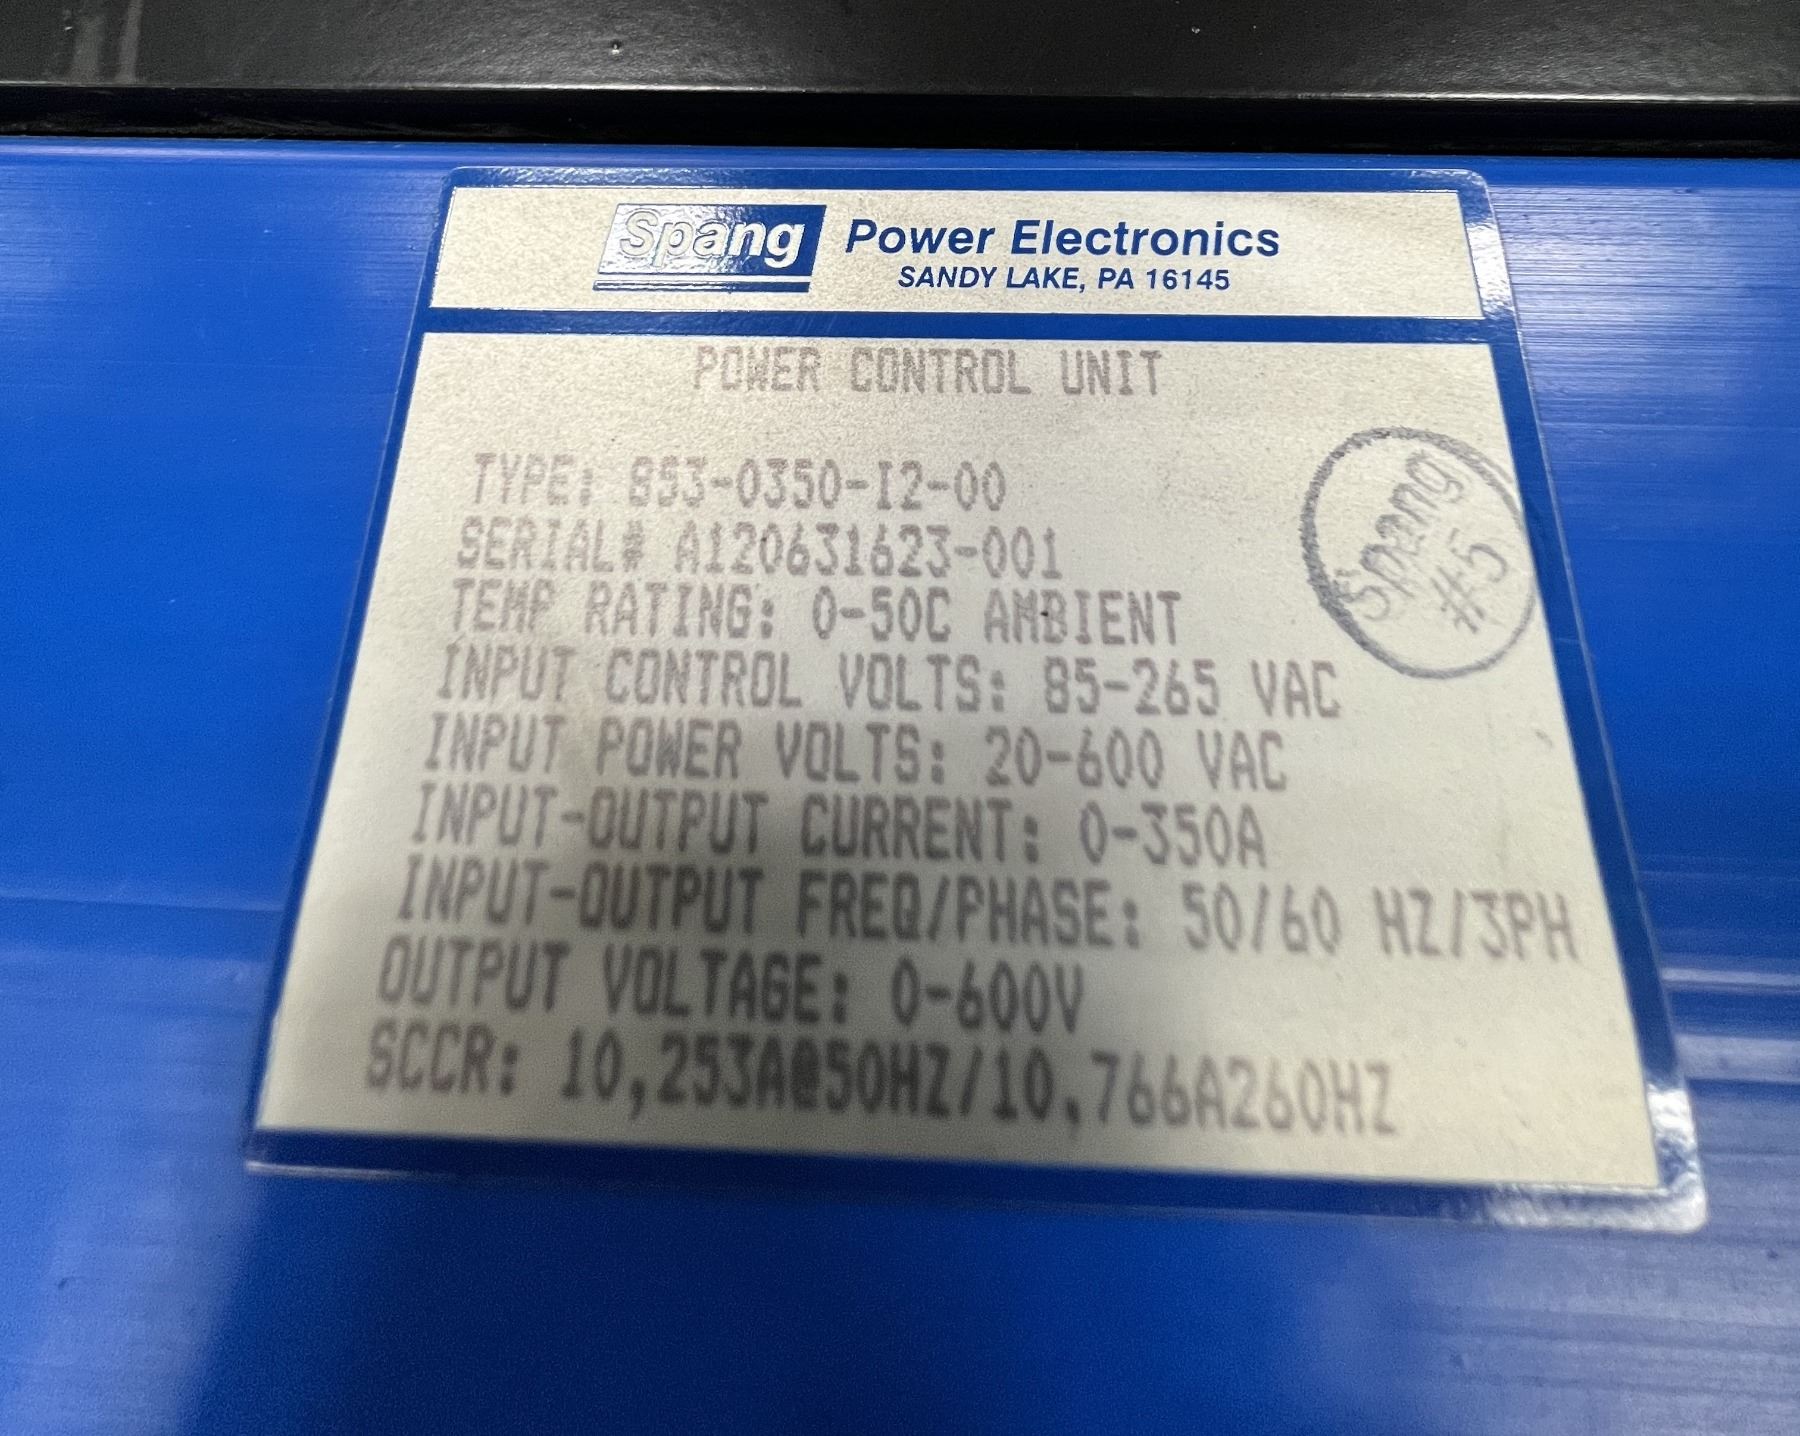 Spang Power Electronics
SANDY LAKE, PA 16145
POWER CONTROL UNIT
TYPE: 853-0350-I2-00
SERIAL# A120631623-001
TEMP RATING: 0-50C AMBIENT
INPUT CONTROL VOLTS: 85-265 VAC
INPUT POWER VOLTS: 20-600 VAC
INPUT-OUTPUT CURRENT: 0-350A
INPUT-OUTPUT FREQ/PHASE: 50/60 HZ/3PH
OUTPUT VOLTAGE: 0-600V
SCCR: 10,253A@50HZ/10,766A260HZ
Spang
#5